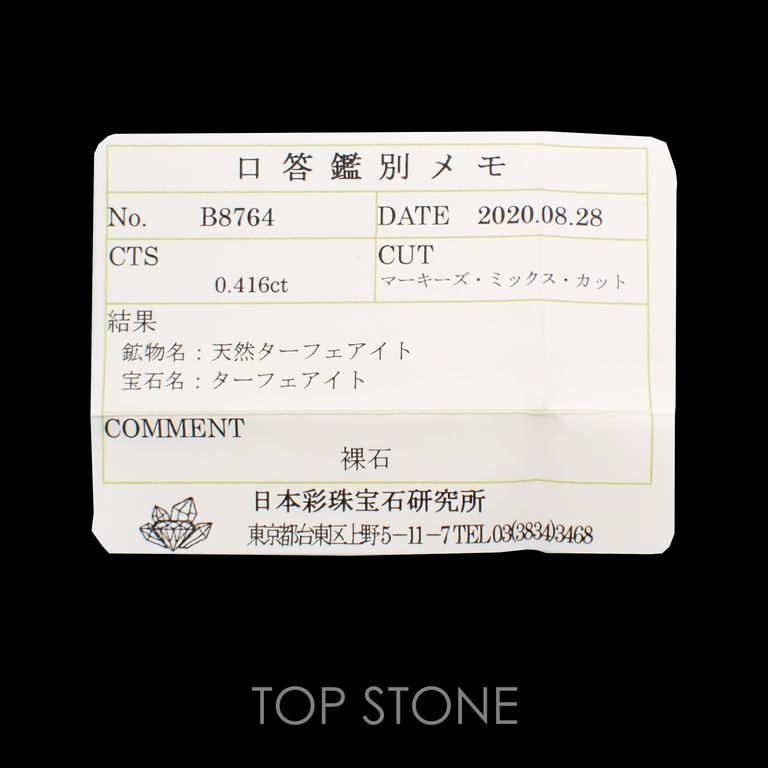 口答鑑別メモ
No. B8764 DATE 2020.08.28
CTS CUT
0.416ct マーキーズ・ミックス・カット
結果
鉱物名:天然ターフェアイト
宝石名:ターフェアイト
COMMENT
裸石
日本彩珠宝石研究所
東京都台東区上野5-11-7 TEL 03(3834)3468
TOP STONE